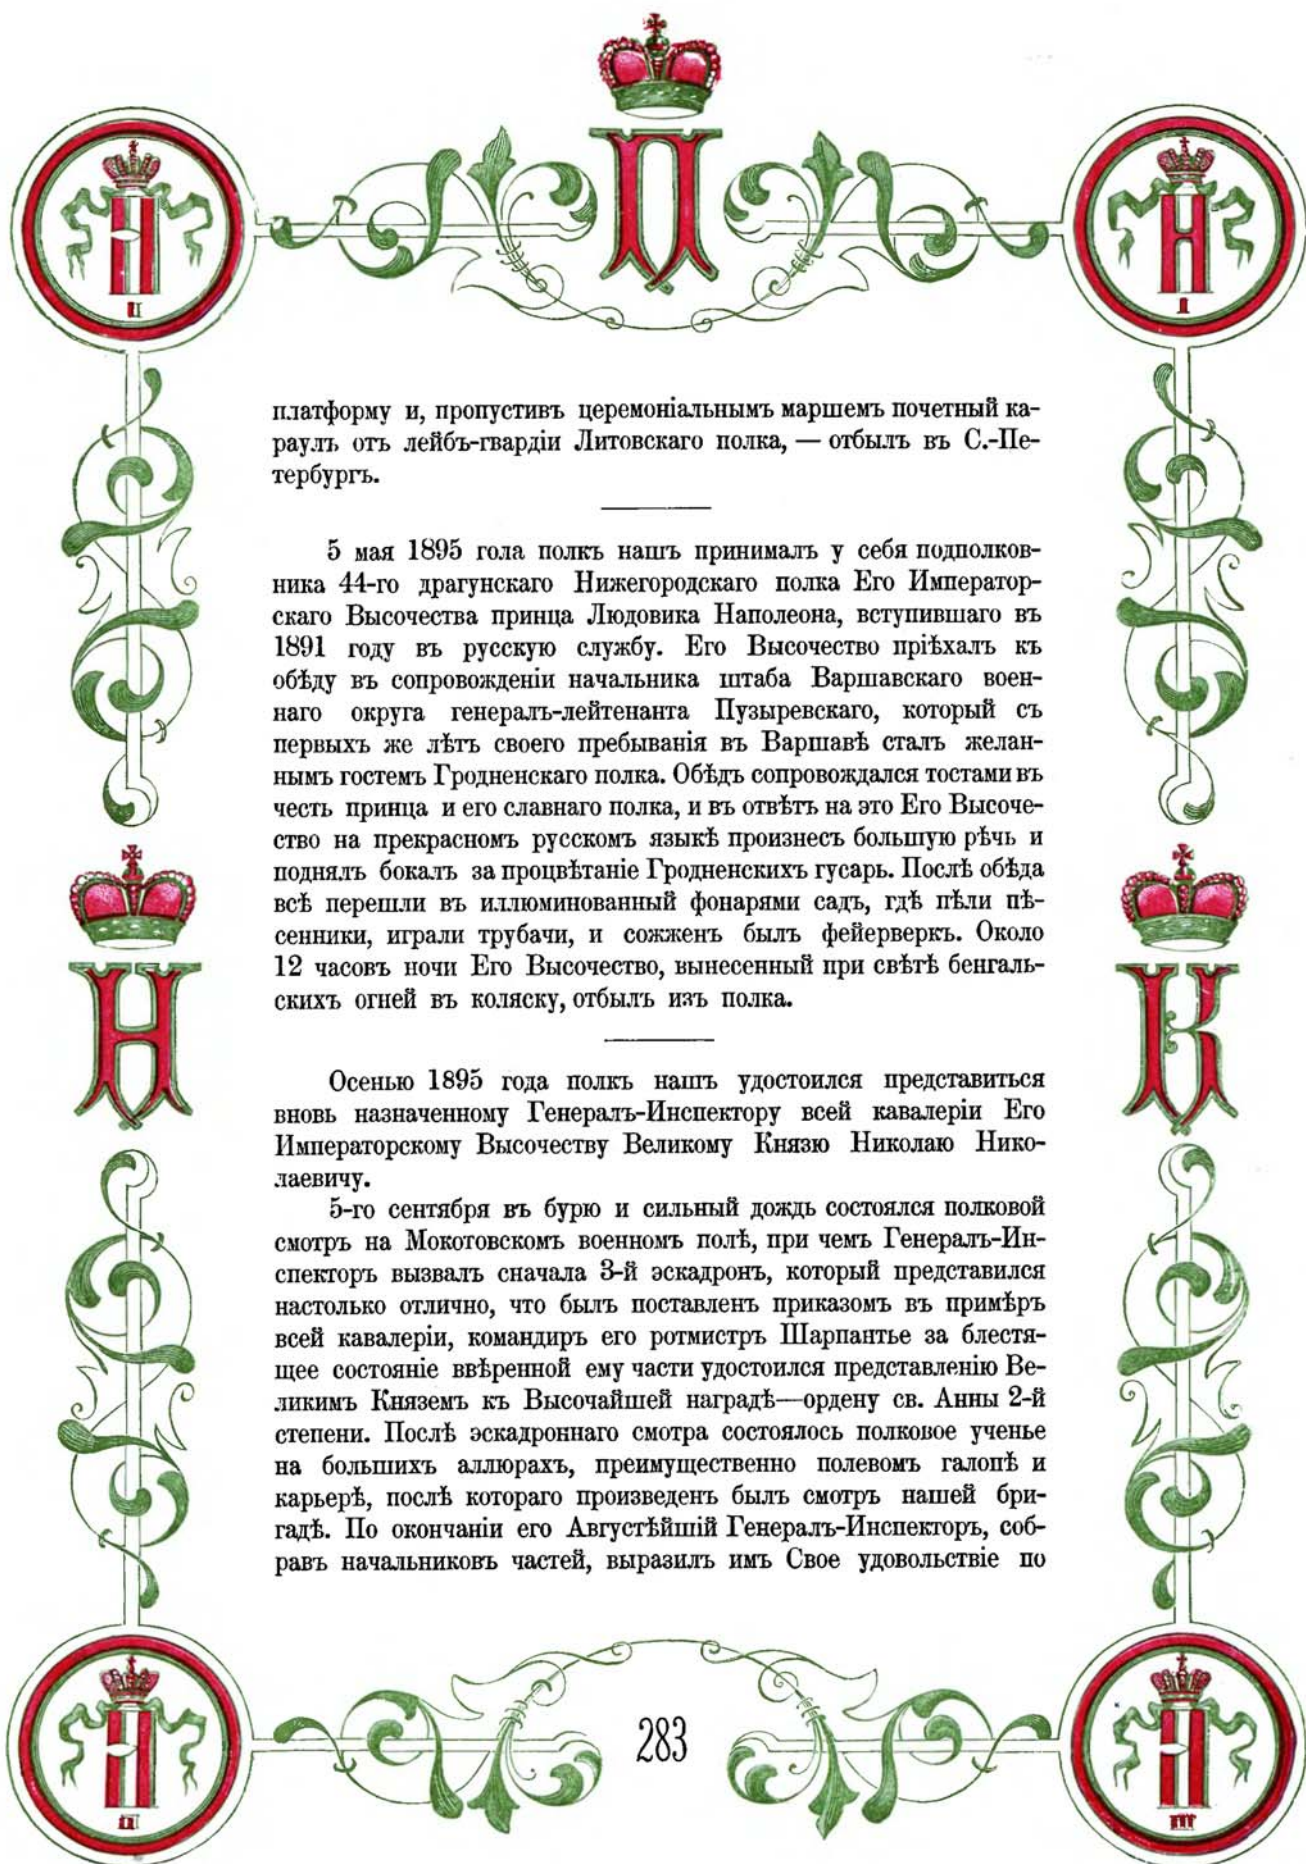 П
платформу и, пропустивъ церемоніальнымъ маршемъ почетный ка-
раулъ отъ лейбъ-гвардіи Литовскаго полка, — отбылъ въ С.-Пе-
тербургъ.
5 мая 1895 гола полкъ нашъ принималъ у себя подполков-
ника 44-го драгунскаго Нижегородскаго полка Его Император-
скаго Высочества принца Людовика Наполеона, вступившаго въ
1891 году въ русскую службу. Его Высочество пріѣхалъ къ
обѣду въ сопровожденіи начальника штаба Варшавскаго воен-
наго округа генералъ-лейтенанта Пузыревскаго, который съ
первыхъ же лѣтъ своего пребыванія въ Варшавѣ сталъ желан-
нымъ гостемъ Гродненскаго полка. Обѣдъ сопровождался тостами въ
честь принца и его славнаго полка, и въ отвѣтъ на это Его Высоче-
ство на прекрасномъ русскомъ языкѣ произнесъ большую рѣчь и
поднялъ бокалъ за процвѣтаніе Гродненскихъ гусаръ. Послѣ обѣда
всѣ перешли въ иллюминованный фонарями садъ, гдѣ пѣли пѣ-
сенники, играли трубачи, и сожженъ былъ фейерверкъ. Около
12 часовъ ночи Его Высочество, вынесенный при свѣтѣ бенгаль-
скихъ огней въ коляску, отбылъ изъ полка.
Н
К
Осенью 1895 года полкъ нашъ удостоился представиться
вновь назначенному Генералъ-Инспектору всей кавалеріи Его
Императорскому Высочеству Великому Князю Николаю Нико-
лаевичу.
5-го сентября въ бурю и сильный дождь состоялся полковой
смотръ на Мокотовскомъ военномъ полѣ, при чемъ Генералъ-Ин-
спекторъ вызвалъ сначала 3-й эскадронъ, который представился
настолько отлично, что былъ поставленъ приказомъ въ примѣръ
всей кавалеріи, командиръ его ротмистръ Шарпантье за блестя-
щее состояніе ввѣренной ему части удостоился представленію Ве-
ликимъ Княземъ къ Высочайшей наградѣ—ордену св. Анны 2-й
степени. Послѣ эскадроннаго смотра состоялось полковое ученье
на большихъ аллюрахъ, преимущественно полевомъ галопѣ и
карьерѣ, послѣ котораго произведенъ былъ смотръ нашей бри-
гадѣ. По окончаніи его Августѣйшій Генералъ-Инспекторъ, соб-
равъ начальниковъ частей, выразилъ имъ Свое удовольствіе по
283